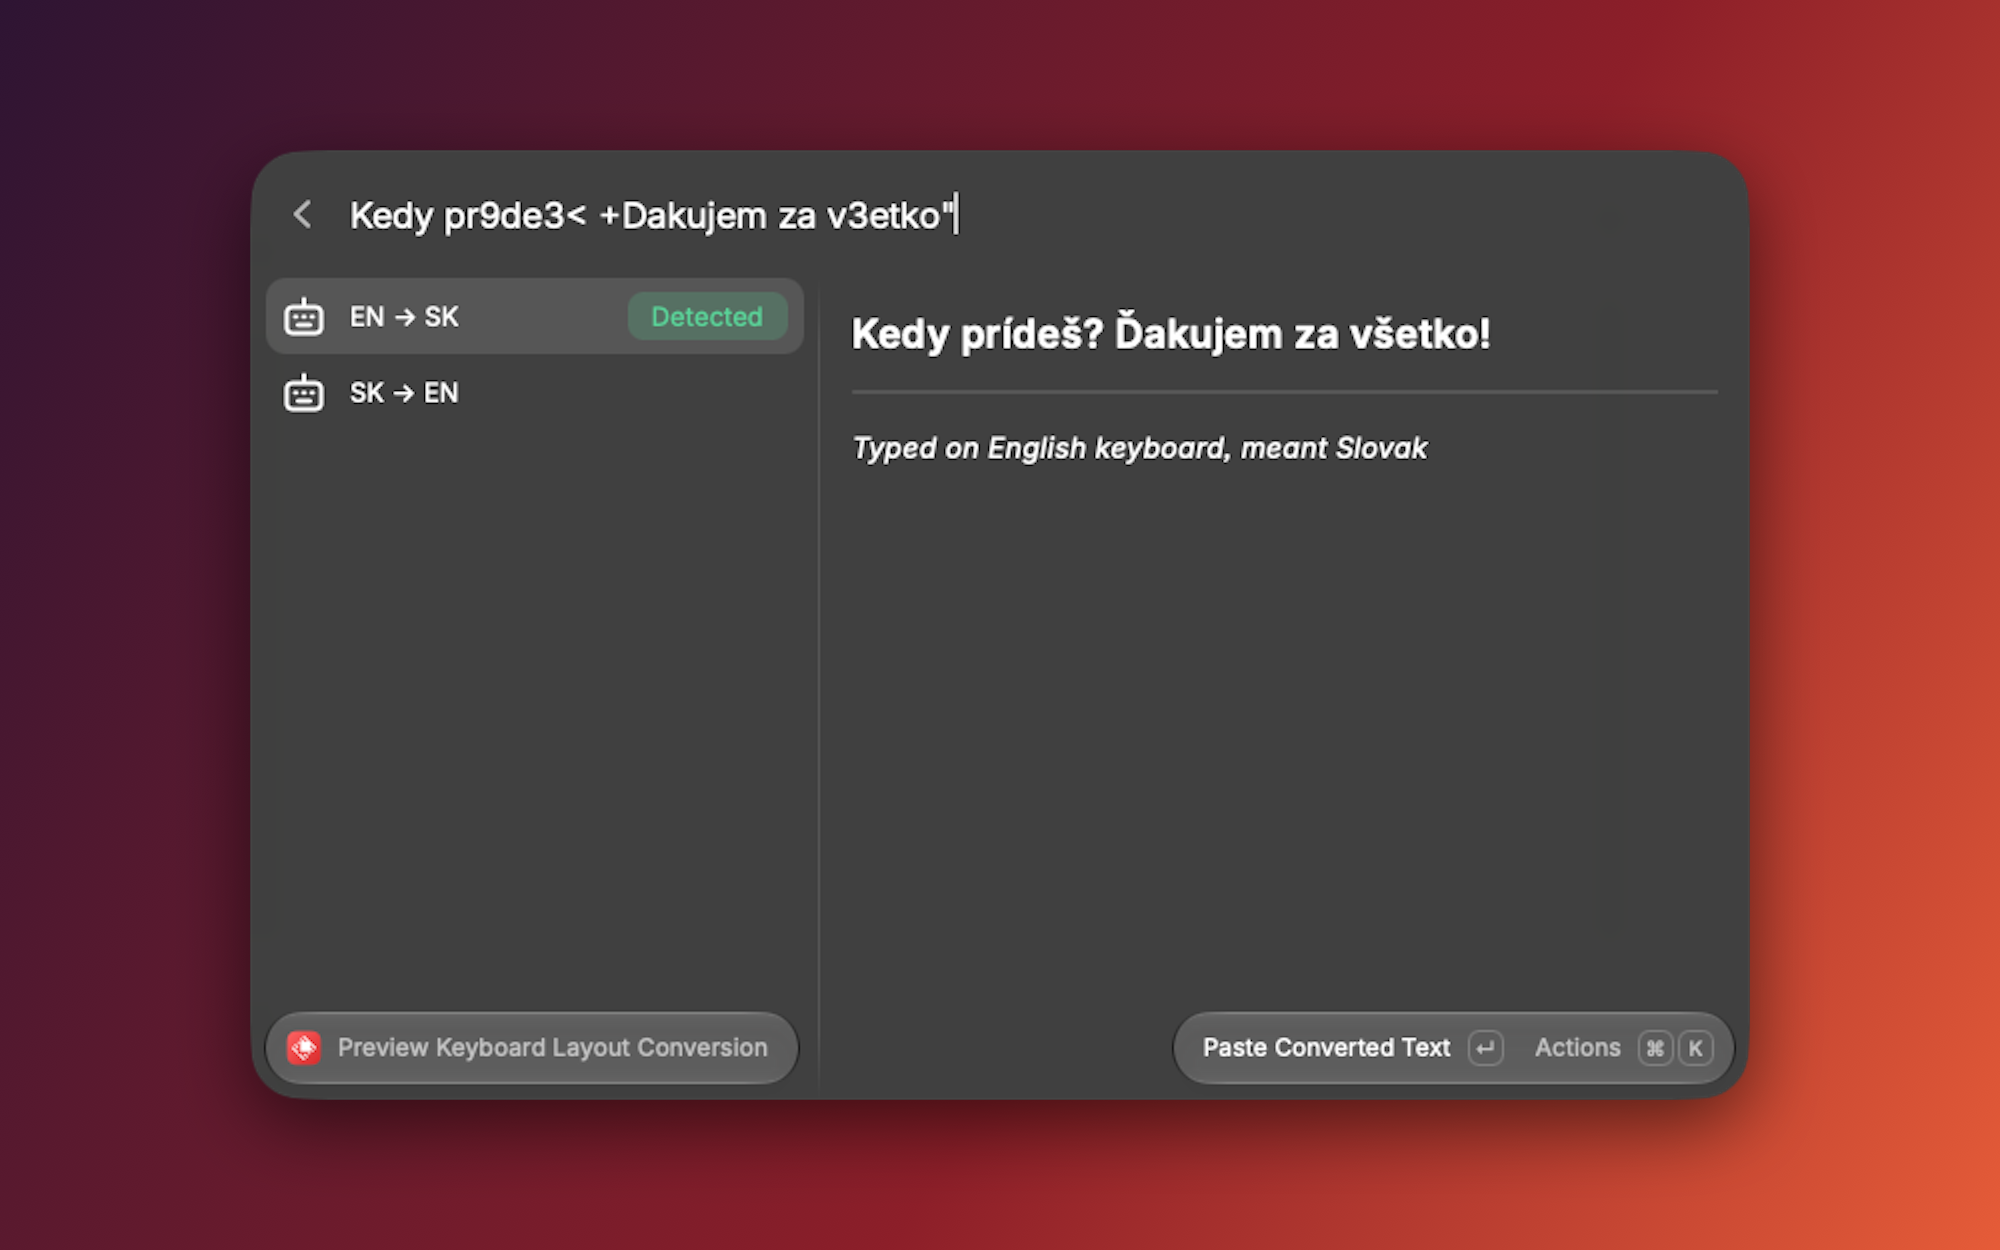 Kedy pr9de3< +Dakujem za v3etko"
EN → SK
Detected
SK → EN
Kedy prídeš? Ďakujem za všetko!
Typed on English keyboard, meant Slovak
Preview Keyboard Layout Conversion
Paste Converted Text ↵ Actions ⌘ K